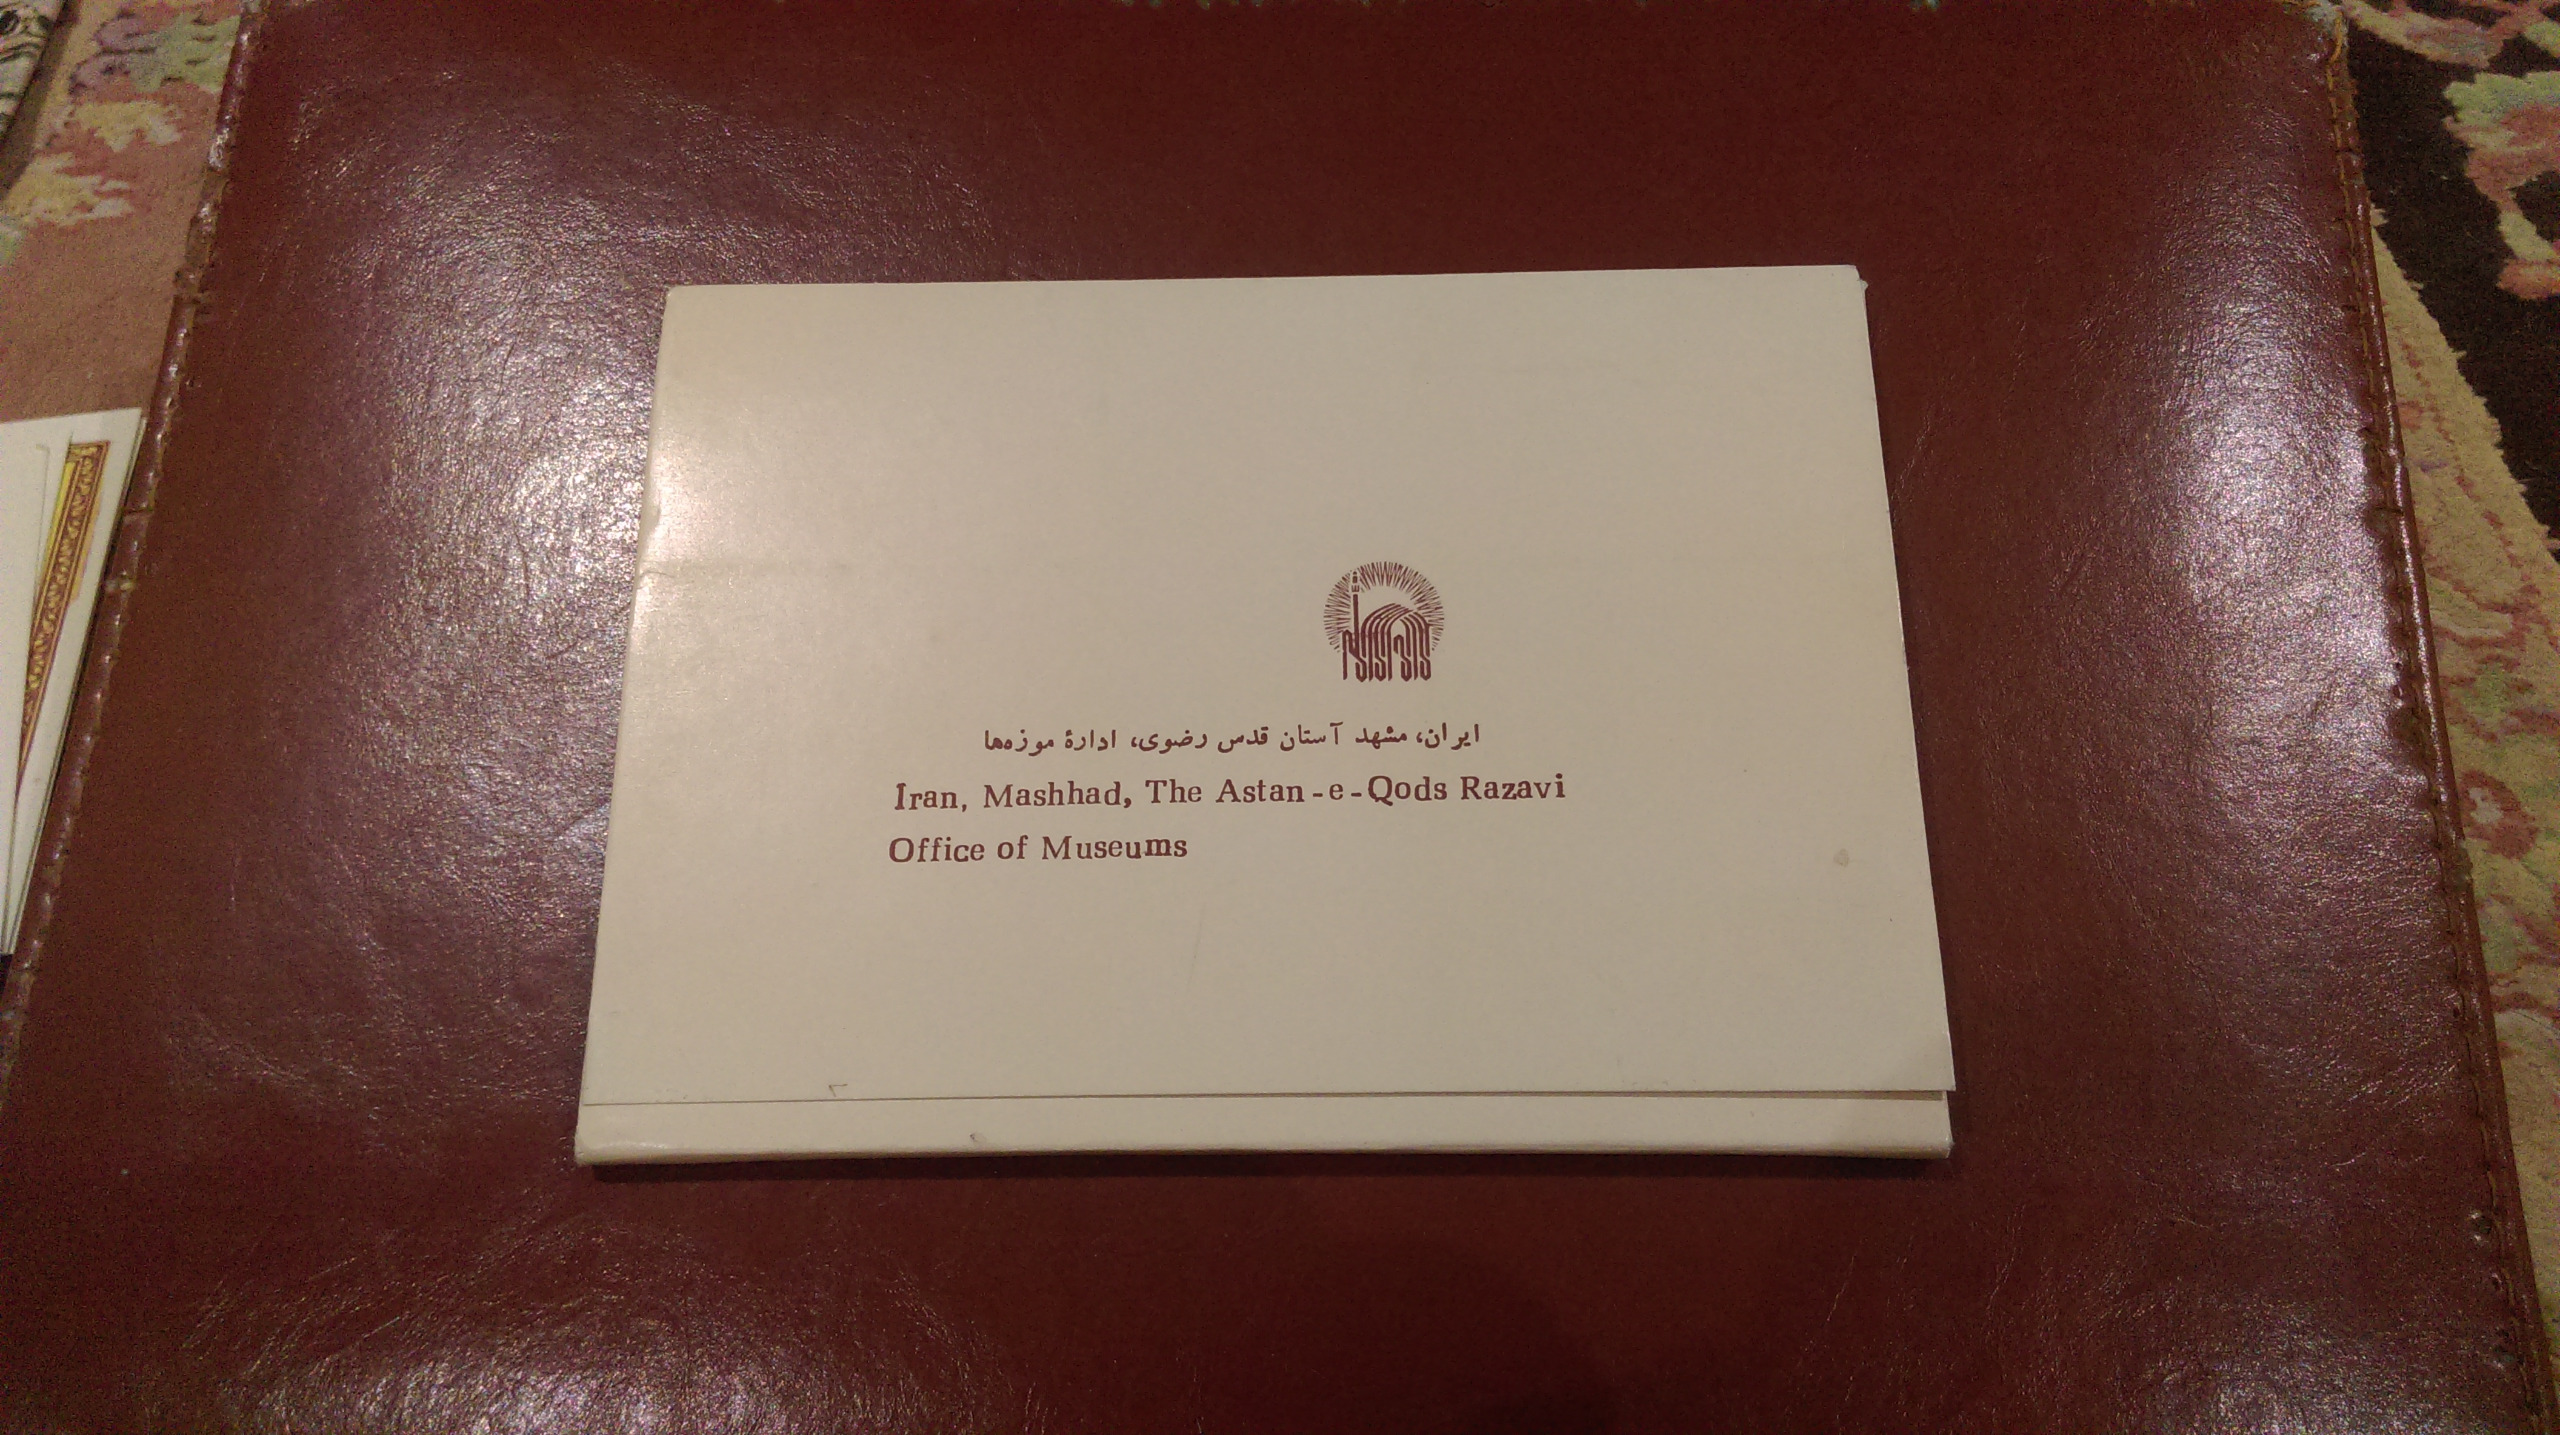 ایران، مشهد آستان قدس رضوی، ادارهٔ موزه‌ها
Iran, Mashhad, The Astan-e-Qods Razavi
Office of Museums